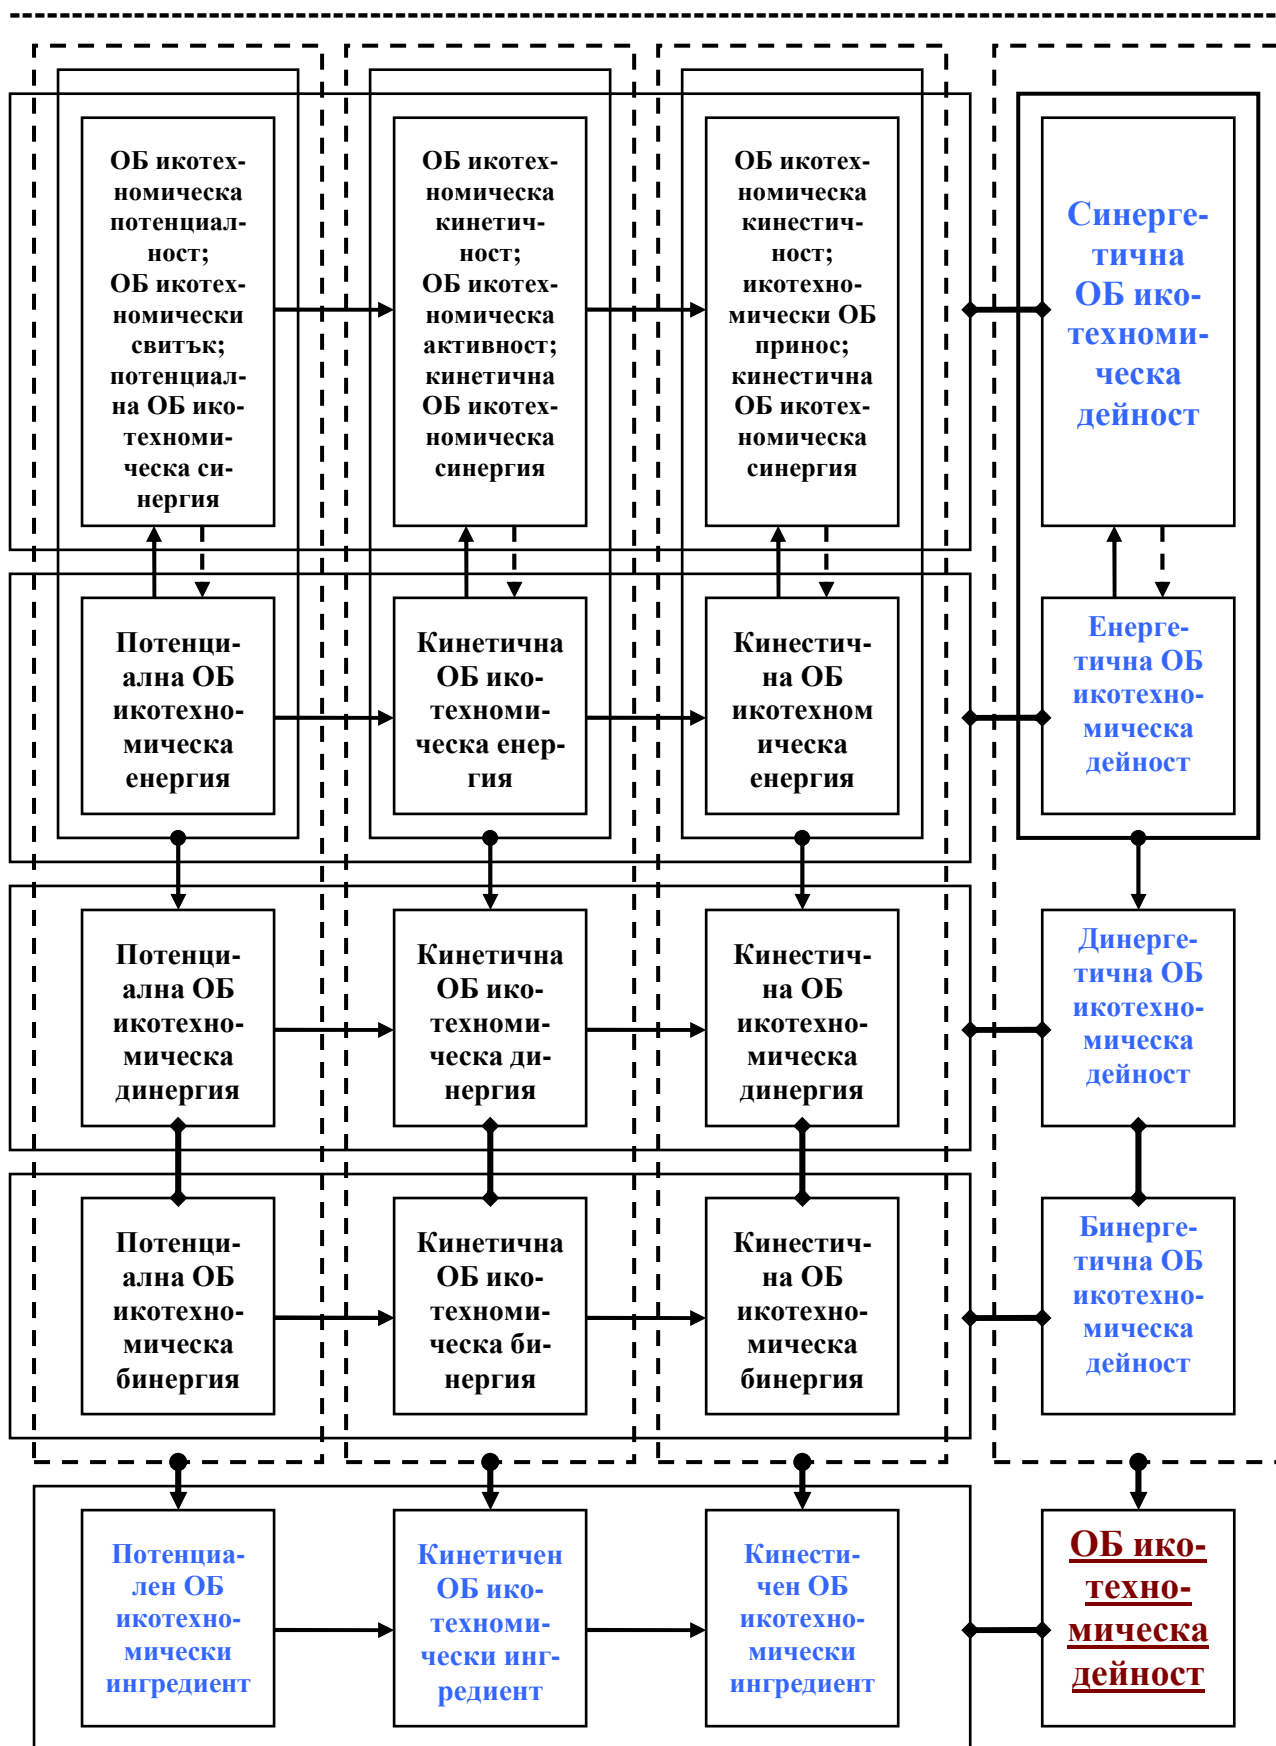 ОБ икотех-
номическа
потенциал-
ност;
ОБ икотех-
номически
свитък;
потенциал-
на ОБ ико-
техноми-
ческа си-
нергия
ОБ икотех-
номическа
кинетич-
ност;
ОБ икотех-
номическа
активност;
кинетична
ОБ икотех-
номическа
синергия
ОБ икотех-
номическа
кинестич-
ност;
икотехно-
мически ОБ
принос;
кинестична
ОБ икотех-
номическа
синергия
Синерге-
тична
ОБ ико-
техноми-
ческа
дейност
Потенци-
ална ОБ
икотехно-
мическа
енергия
Кинетична
ОБ ико-
техноми-
ческа енер-
гия
Кинестич-
на ОБ
икотехном
ическа
енергия
Енерге-
тична ОБ
икотехно-
мическа
дейност
Потенци-
ална ОБ
икотехно-
мическа
динергия
Кинетична
ОБ ико-
техноми-
ческа ди-
нергия
Кинестич-
на ОБ
икотехно-
мическа
динергия
Динерге-
тична ОБ
икотехно-
мическа
дейност
Потенци-
ална ОБ
икотехно-
мическа
бинергия
Кинетична
ОБ ико-
техноми-
ческа би-
нергия
Кинестич-
на ОБ
икотехно-
мическа
бинергия
Бинерге-
тична ОБ
икотехно-
мическа
дейност
Потенциа-
лен ОБ
икотехно-
мически
ингредиент
Кинетичен
ОБ ико-
техноми-
чески инг-
редиент
Кинести-
чен ОБ
икотехно-
мически
ингредиент
ОБ ико-
техно-
мическа
дейност